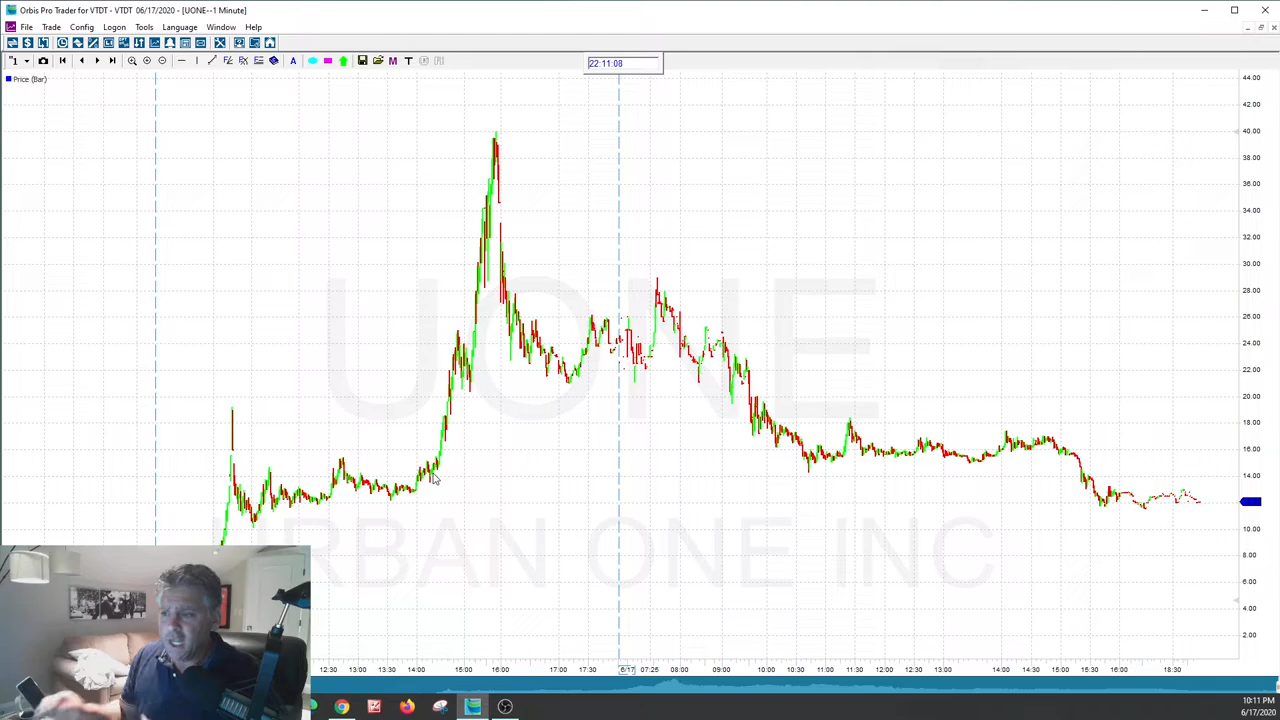 Orbis Pro Trader for VTDT - VTDT 06/17/2020 - [UONE--1 Minute]
File Trade Config Logon Tools Language Window Help
1
A
M
T
22:11:08
Price (Bar)
44.00
42.00
40.00
38.00
36.00
34.00
32.00
30.00
28.00
26.00
24.00
22.00
20.00
18.00
16.00
14.00
10.00
8.00
6.00
4.00
2.00
UONE
URBAN ONE INC
12:30 13:00 13:30 14:00 15:00 16:00 17:00 17:30 6/17 07:26 08:00 09:00 10:00 10:30 11:00 11:30 12:30 13:00 14:00 14:30 15:00 15:30 16:00 18:30
10:11 PM
6/17/2020